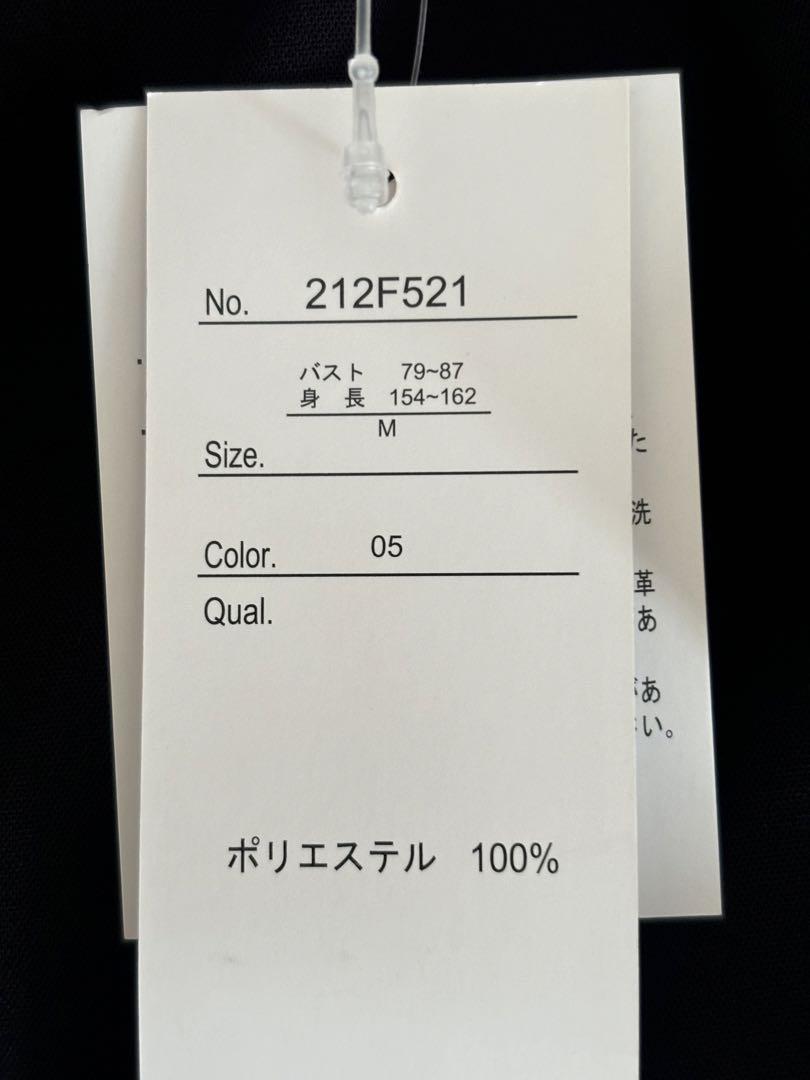 No. 212F521
バスト 79~87
身 長 154~162
M
Size.
Color. 05
Qual.
ポリエステル 100%
た
洗
革
あ
があ
い。